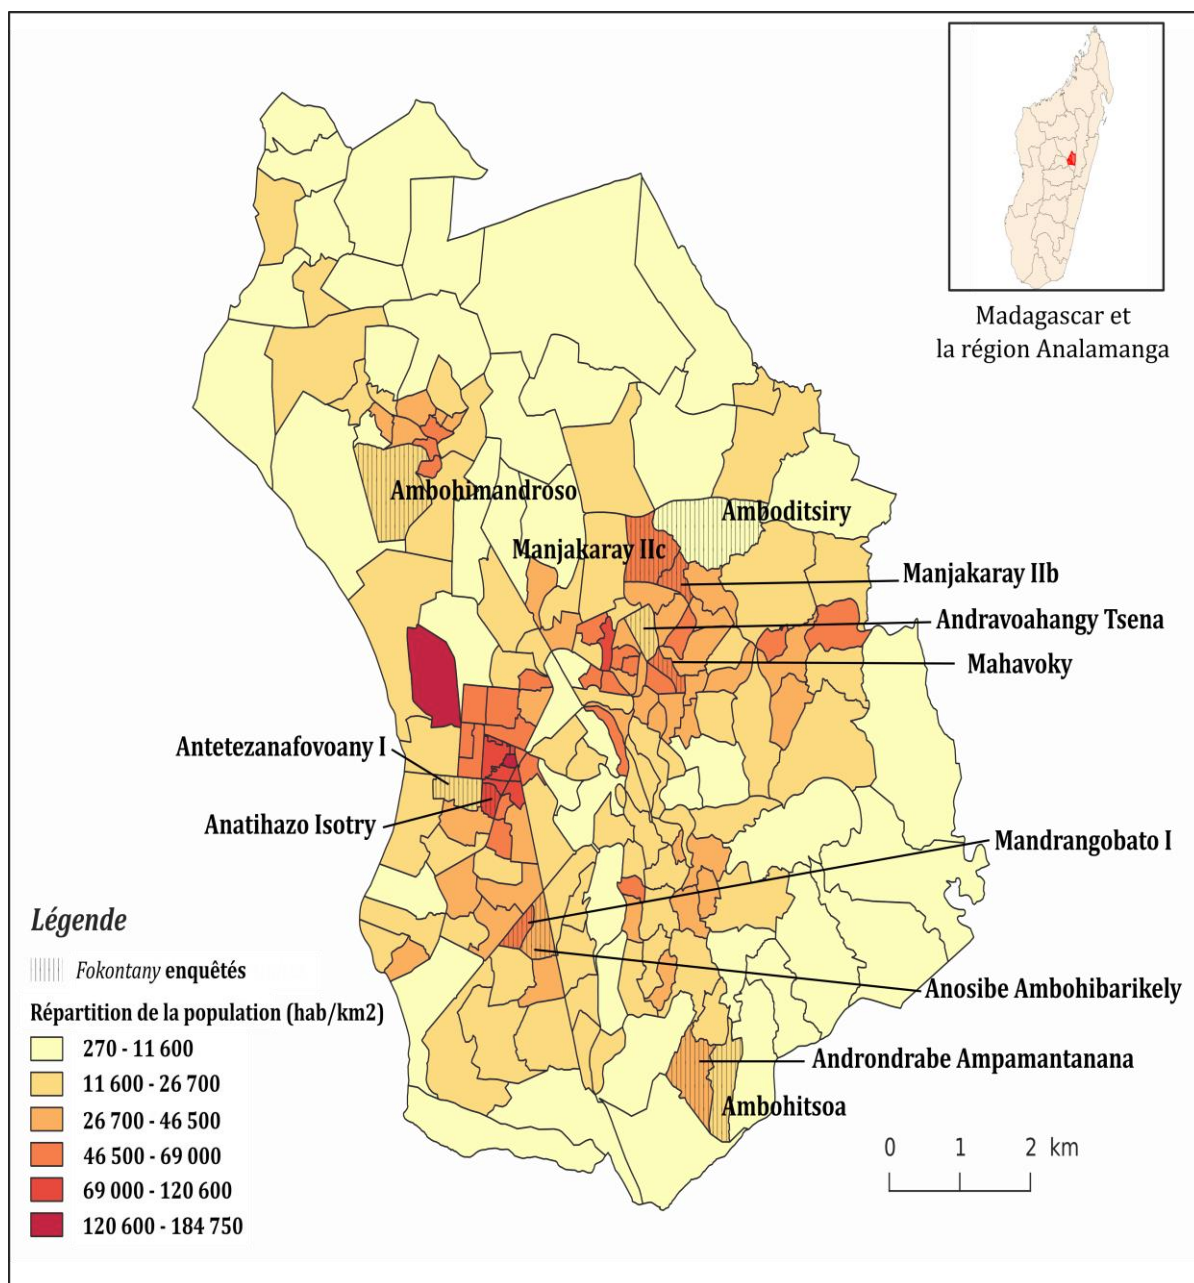 Madagascar et
la région Analamanga
Ambohimandroso
Amboditsiry
Manjakaray IIc
Manjakaray IIb
Andravoahangy Tsena
Mahavoky
Antetezanafovoany I
Anatihazo Isotry
Mandrangobato I
Anosibe Ambohibarikely
Androndrabe Ampamantanana
Ambohitsoa
Légende
Fokontany enquêtés
Répartition de la population (hab/km2)
270 - 11 600
11 600 - 26 700
26 700 - 46 500
46 500 - 69 000
69 000 - 120 600
120 600 - 184 750
0 1 2 km